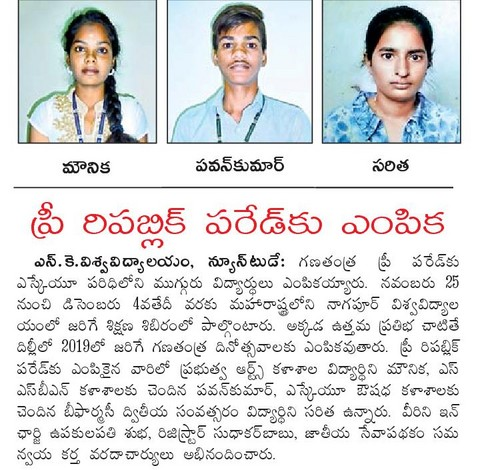 మౌనిక పవన్‌కుమార్ సరిత
ప్రీ రిపబ్లిక్ పరేడ్‌కు ఎంపిక
ఎస్.కె.విశ్వవిద్యాలయం, న్యూస్‌టుడే: గణతంత్ర ప్రీ పరేడ్‌కు
ఎస్కేయూ పరిధిలోని ముగ్గురు విద్యార్థులు ఎంపికయ్యారు. నవంబరు 25
నుంచి డిసెంబరు 4వతేదీ వరకు మహారాష్ట్రలోని నాగపూర్ విశ్వవిద్యాల
యంలో జరిగే శిక్షణ శిబిరంలో పాల్గొంటారు. అక్కడ ఉత్తమ ప్రతిభ చాటితే
దిల్లీలో 2019లో జరిగే గణతంత్ర దినోత్సవాలకు ఎంపికవుతారు. ప్రీ రిపబ్లిక్
పరేడ్‌కు ఎంపికైన వారిలో ప్రభుత్వ ఆర్ట్స్ కళాశాల విద్యార్థిని మౌనిక, ఎస్
ఎస్‌బీఎన్ కళాశాలకు చెందిన పవన్‌కుమార్, ఎస్కేయూ ఔషధ కళాశాలకు
చెందిన బీఫార్మసీ ద్వితీయ సంవత్సరం విద్యార్థిని సరిత ఉన్నారు. వీరిని ఇన్
ఛార్జి ఉపకులపతి శుభ, రిజిస్ట్రార్ సుధాకర్‌బాబు, జాతీయ సేవాపథకం సమ
న్వయ కర్త వరదాచార్యులు అభినందించారు.